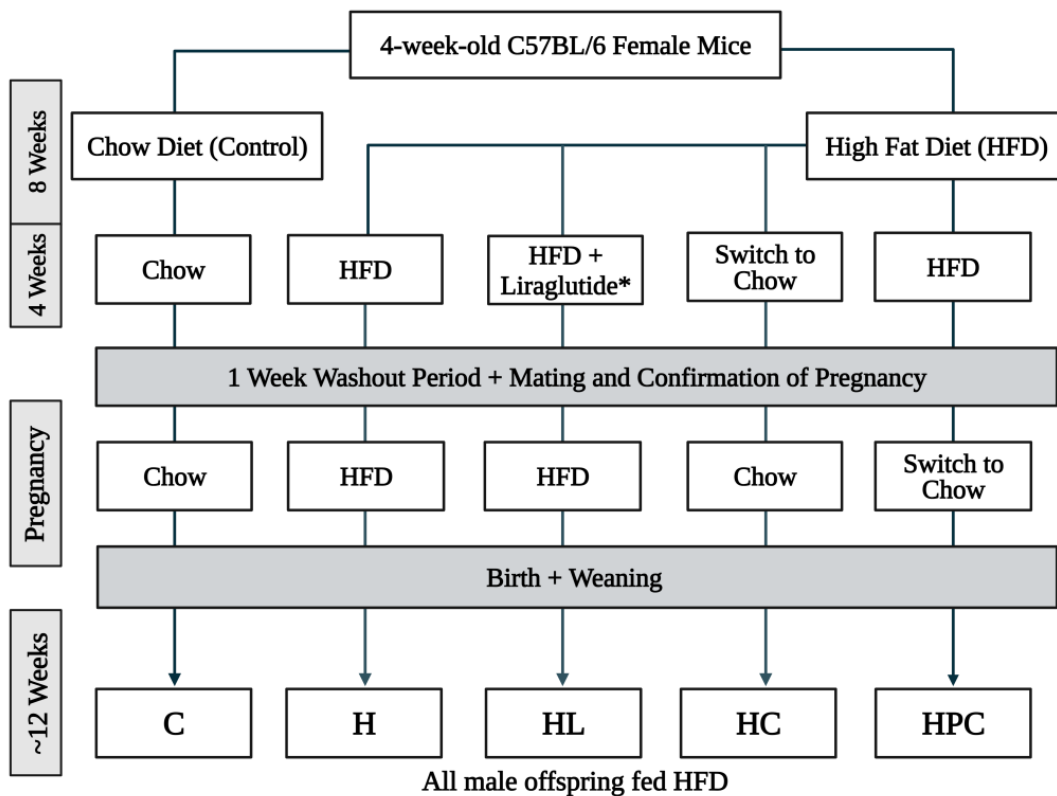 4-week-old C57BL/6 Female Mice
8 Weeks
Chow Diet (Control)
High Fat Diet (HFD)
4 Weeks
Chow
HFD
HFD +
Liraglutide*
Switch to
Chow
HFD
1 Week Washout Period + Mating and Confirmation of Pregnancy
Pregnancy
Chow
HFD
HFD
Chow
Switch to
Chow
Birth + Weaning
~12 Weeks
C
H
HL
HC
HPC
All male offspring fed HFD